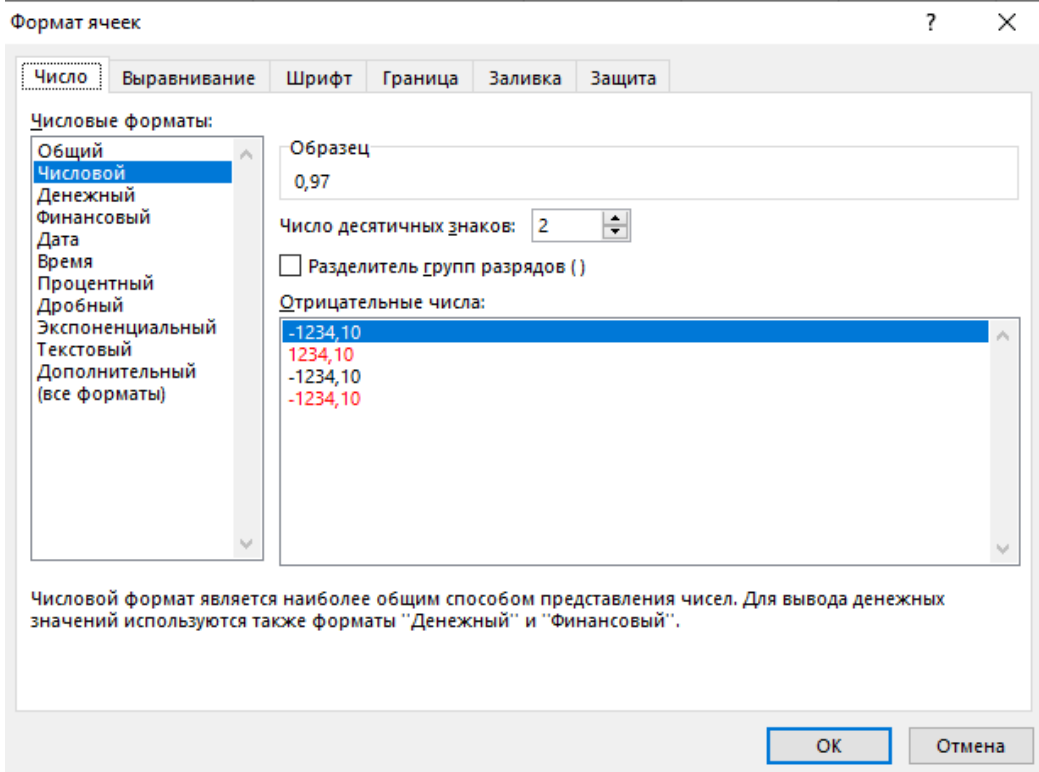 Формат ячеек
?
Число Выравнивание Шрифт Граница Заливка Защита
Числовые форматы:
Общий
Числовой
Денежный
Финансовый
Дата
Время
Процентный
Дробный
Экспоненциальный
Текстовый
Дополнительный
(все форматы)
Образец
0,97
Число десятичных знаков: 2
Разделитель групп разрядов ( )
Отрицательные числа:
-1234,10
1234,10
-1234,10
-1234,10
Числовой формат является наиболее общим способом представления чисел. Для вывода денежных
значений используются также форматы "Денежный" и "Финансовый".
ОК Отмена